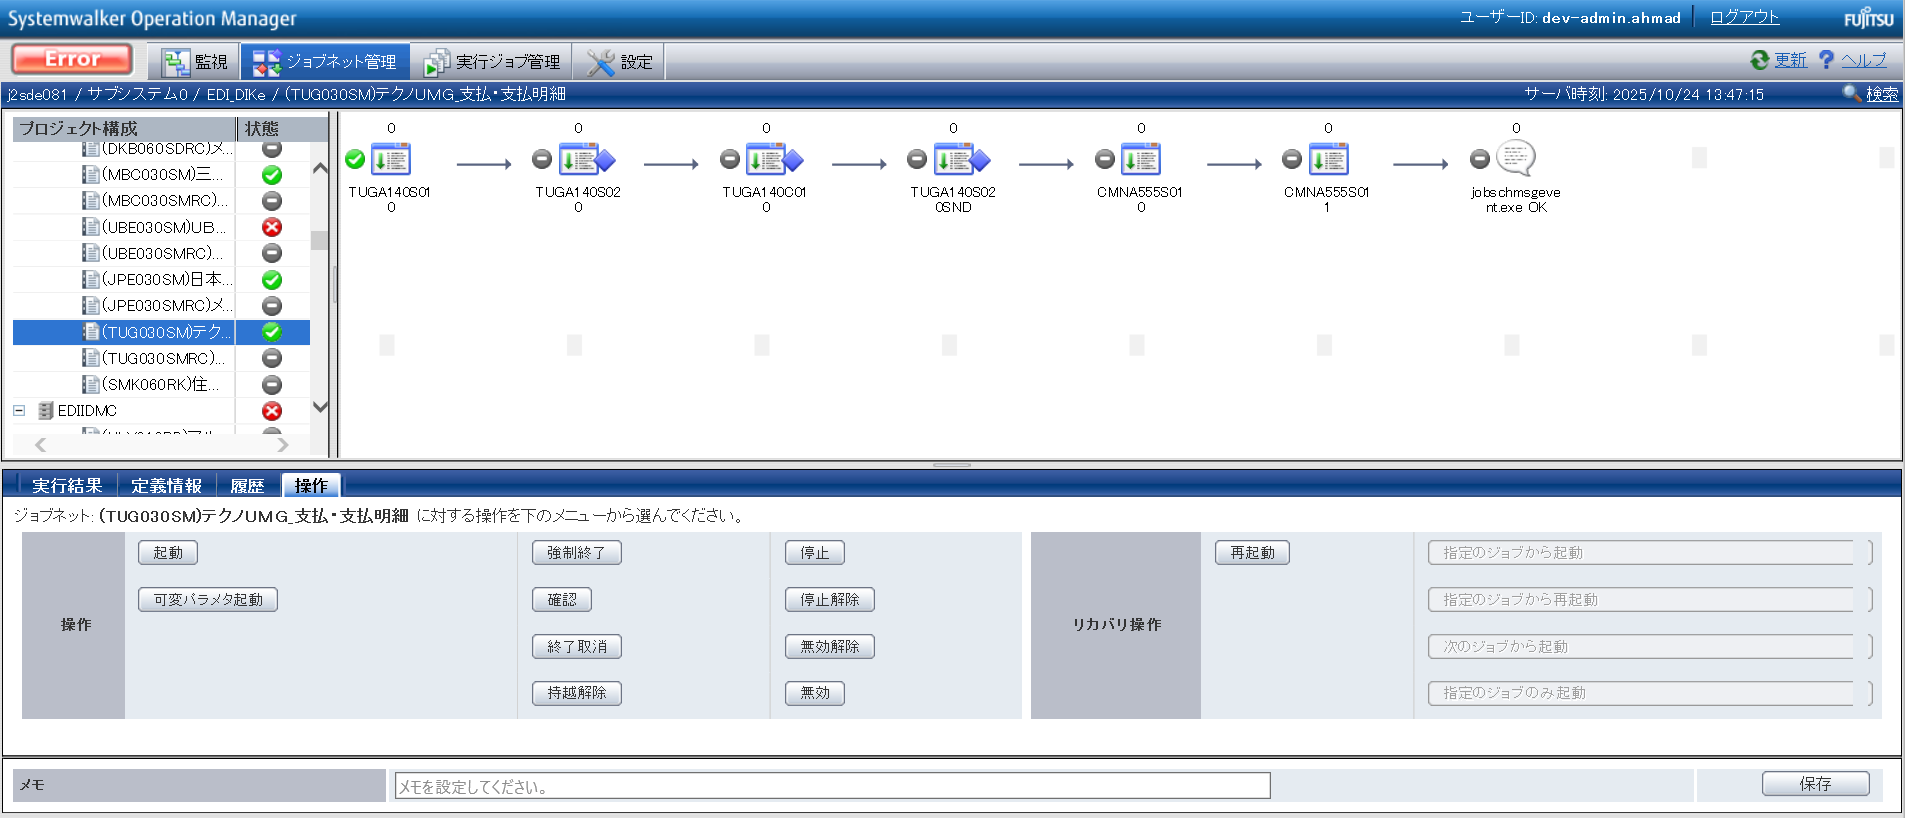 Systemwalker Operation Manager
ユーザーID: dev-admin.ahmad
ログアウト
FUJITSU
Error
監視
ジョブネット管理
実行ジョブ管理
設定
更新
ヘルプ
j2sde081 / サブシステム0 / EDI_DIKe / (TUG030SM)テクノUMG_支払・支払明細
サーバ時刻: 2025/10/24 13:47:15
検索
プロジェクト構成
状態
(DKB060SDRC)メ...
(MBC030SM)三...
(MBC030SMRC)...
(UBE030SM)UB...
(UBE030SMRC)...
(JPE030SM)日本...
(JPE030SMRC)メ...
(TUG030SM)テク...
(TUG030SMRC)...
(SMK060RK)住...
EDIIDMC
0
0
0
0
0
0
0
TUGA140S01
0
TUGA140S02
0
TUGA140C01
0
TUGA140S02
0SND
CMNA555S01
0
CMNA555S01
1
jobschmsgeve
nt.exe OK
実行結果
定義情報
履歴
操作
ジョブネット: (TUG030SM)テクノUMG_支払・支払明細 に対する操作を下のメニューから選んでください。
操作
起動
可変パラメタ起動
強制終了
確認
終了取消
持越解除
停止
停止解除
無効解除
無効
リカバリ操作
再起動
指定のジョブから起動
指定のジョブから再起動
次のジョブから起動
指定のジョブのみ起動
メモ
メモを設定してください。
保存